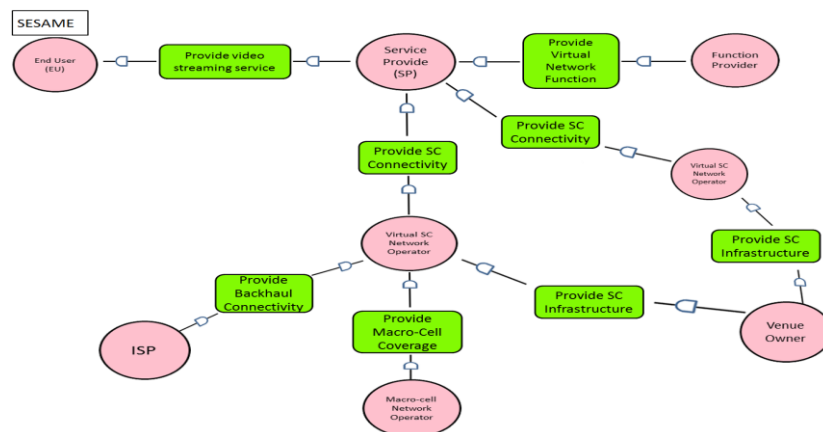 SESAME
End User
(EU)
Provide video
streaming service
Service
Provide
(SP)
Provide
Virtual
Network
Function
Function
Provider
Provide SC
Connectivity
Provide SC
Connectivity
Virtual SC
Network
Operator
Virtual SC
Network
Operator
Provide SC
Infrastructure
Provide
Backhaul
Connectivity
Provide SC
Infrastructure
Provide
Macro-Cell
Coverage
Venue
Owner
ISP
Macro-cell
Network
Operator